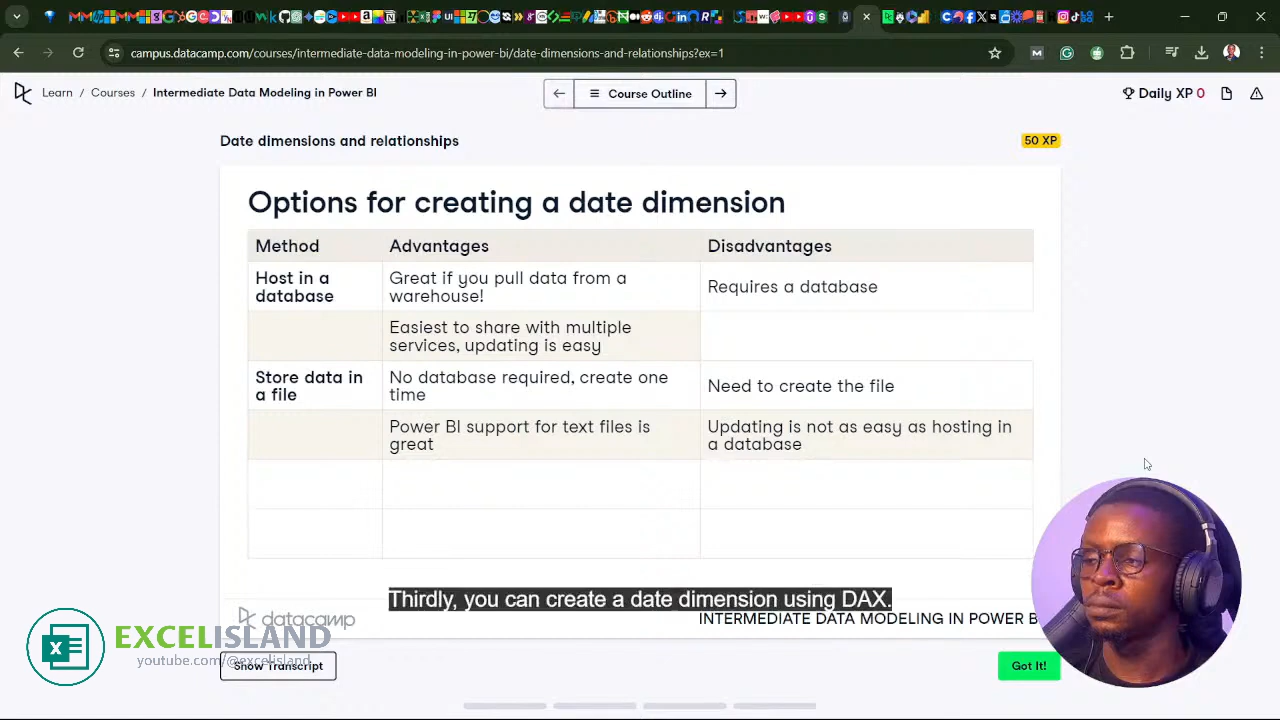 campus.datacamp.com/courses/intermediate-data-modeling-in-power-bi/date-dimensions-and-relationships?ex=1
Learn / Courses / Intermediate Data Modeling in Power BI
Course Outline
Daily XP 0
Date dimensions and relationships
50 XP
Options for creating a date dimension
Method Advantages Disadvantages
Host in a
database
Great if you pull data from a
warehouse!
Requires a database
Easiest to share with multiple
services, updating is easy
Store data in
a file
No database required, create one
time
Need to create the file
Power BI support for text files is
great
Updating is not as easy as hosting in
a database
Thirdly, you can create a date dimension using DAX.
datacamp
INTERMEDIATE DATA MODELING IN POWER B
EXCELISLAND
youtube.com/@excelisland
Show Transcript
Got It!